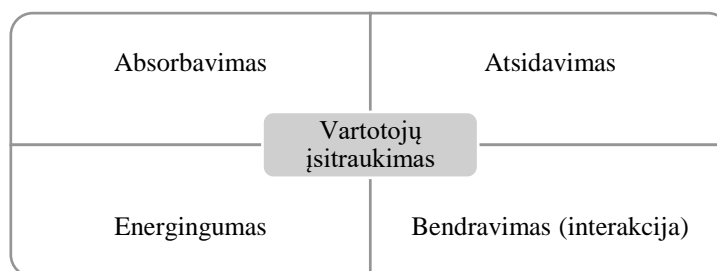 Absorbavimas
Atsidavimas
Vartotojų
įsitraukimas
Energingumas
Bendravimas (interakcija)